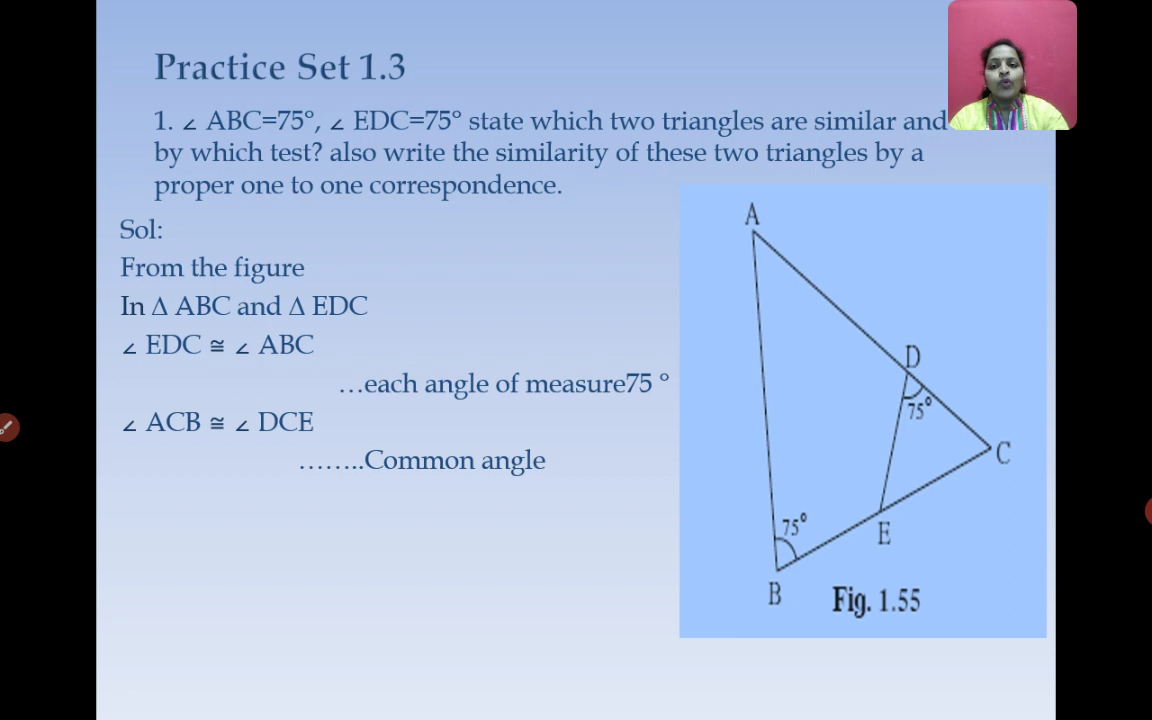 Practice Set 1.3
1. ∠ ABC=75°, ∠ EDC=75° state which two triangles are similar and
by which test? also write the similarity of these two triangles by a
proper one to one correspondence.
Sol:
From the figure
In Δ ABC and Δ EDC
∠ EDC ≅ ∠ ABC
…each angle of measure75 °
∠ ACB ≅ ∠ DCE
……..Common angle
A
D
75°
C
75°
E
B
Fig. 1.55